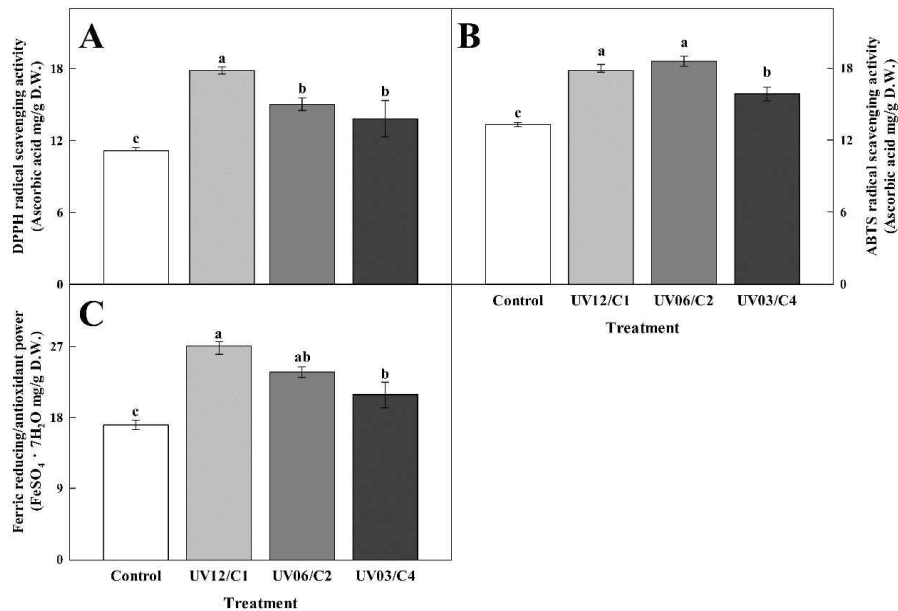 A
DPPH radical scavenging activity
(Ascorbic acid mg/g D.W.)
18
12
6
0
c
a
b
b
B
ABTS radical scavenging activity
(Ascorbic acid mg/g D.W.)
18
12
6
0
c
a
a
b
Control UV12/C1 UV06/C2 UV03/C4
Treatment
C
Ferric reducing/antioxidant power
(FeSO₄ · 7H₂O mg/g D.W.)
27
18
9
0
c
a
ab
b
Control UV12/C1 UV06/C2 UV03/C4
Treatment